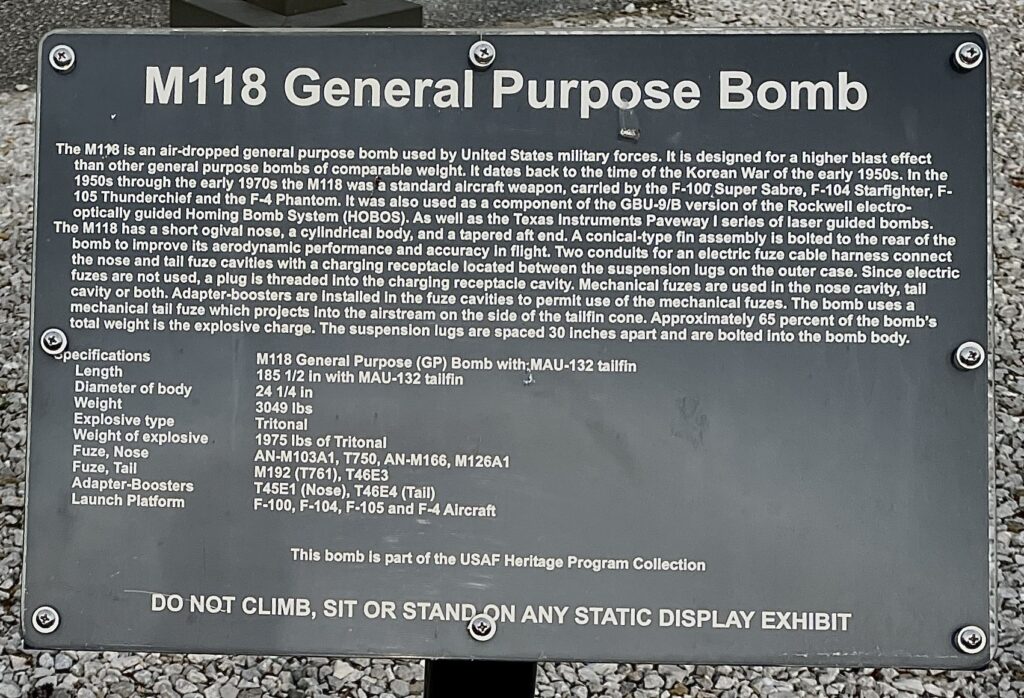 M118 General Purpose Bomb
The M118 is an air-dropped general purpose bomb used by United States military forces. It is designed for a higher blast effect
than other general purpose bombs of comparable weight. It dates back to the time of the Korean War of the early 1950s. In the
1950s through the early 1970s the M118 was a standard aircraft weapon, carried by the F-100 Super Sabre, F-104 Starfighter, F-
105 Thunderchief and the F-4 Phantom. It was also used as a component of the GBU-9/B version of the Rockwell electro-
optically guided Homing Bomb System (HOBOS). As well as the Texas Instruments Paveway I series of laser guided bombs.
The M118 has a short ogival nose, a cylindrical body, and a tapered aft end. A conical-type fin assembly is bolted to the rear of the
bomb to improve its aerodynamic performance and accuracy in flight. Two conduits for an electric fuze cable harness connect
the nose and tail fuze cavities with a charging receptacle located between the suspension lugs on the outer case. Since electric
fuzes are not used, a plug is threaded into the charging receptacle cavity. Mechanical fuzes are used in the nose cavity, tail
cavity or both. Adapter-boosters are installed in the fuze cavities to permit use of the mechanical fuzes. The bomb uses a
mechanical tail fuze which projects into the airstream on the side of the tailfin cone. Approximately 65 percent of the bomb's
total weight is the explosive charge. The suspension lugs are spaced 30 inches apart and are bolted into the bomb body.
Specifications M118 General Purpose (GP) Bomb with MAU-132 tailfin
Length 185 1/2 in with MAU-132 tailfin
Diameter of body 24 1/4 in
Weight 3049 lbs
Explosive type Tritonal
Weight of explosive 1975 lbs of Tritonal
Fuze, Nose AN-M103A1, T750, AN-M166, M126A1
Fuze, Tail M192 (T761), T46E3
Adapter-Boosters T45E1 (Nose), T46E4 (Tail)
Launch Platform F-100, F-104, F-105 and F-4 Aircraft
This bomb is part of the USAF Heritage Program Collection
DO NOT CLIMB, SIT OR STAND ON ANY STATIC DISPLAY EXHIBIT